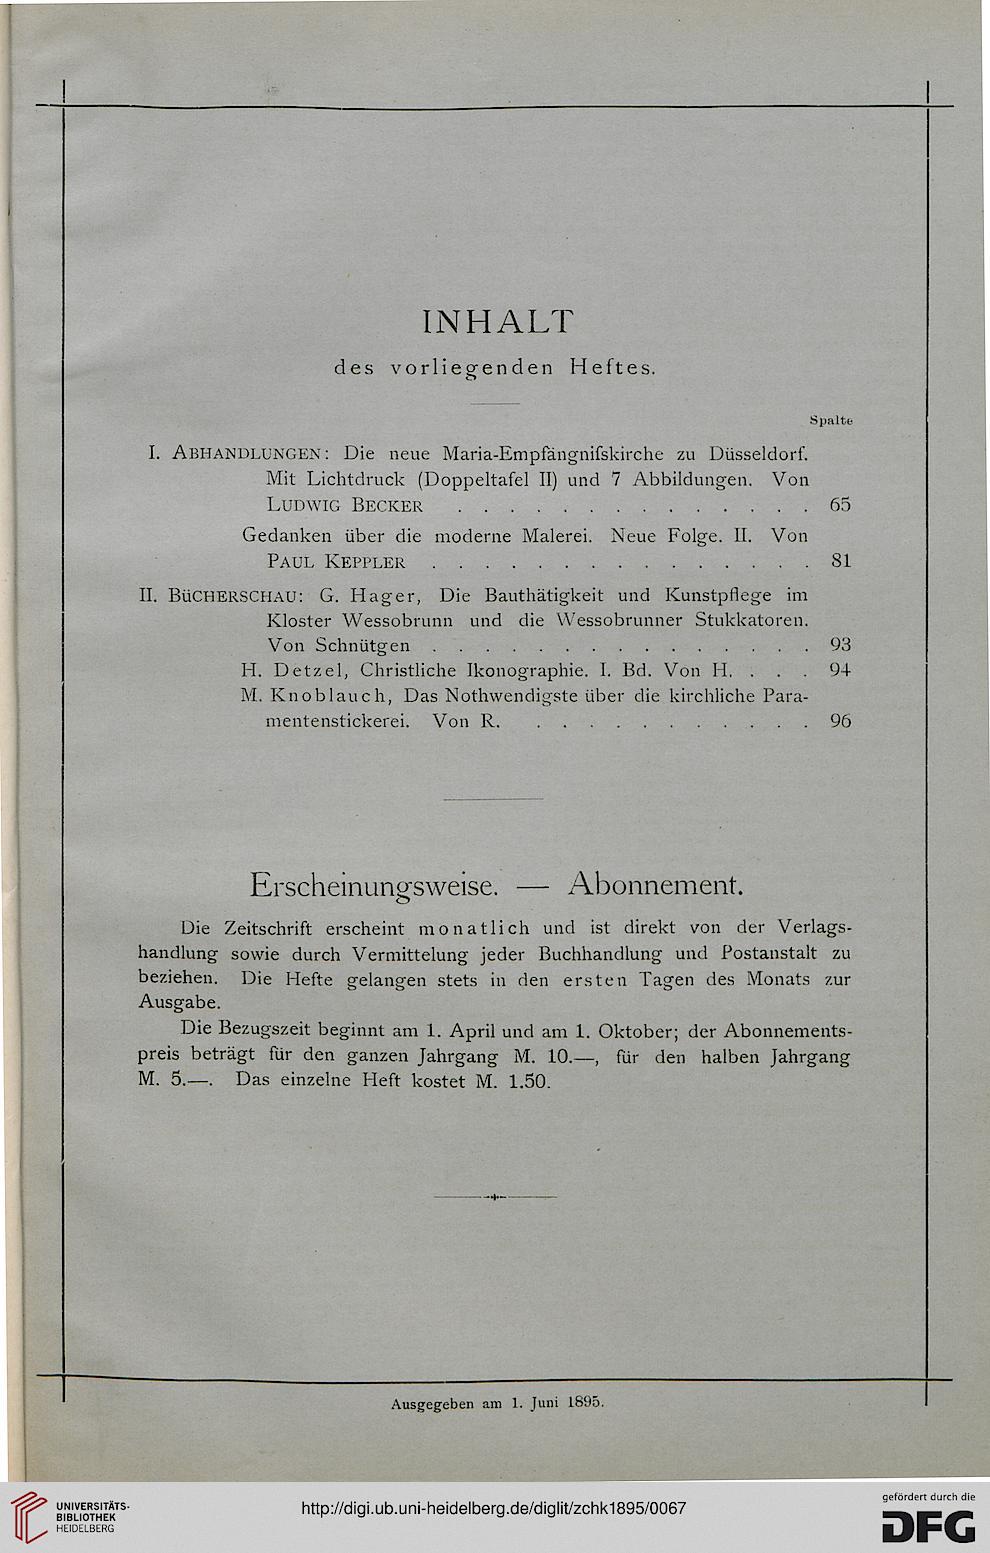 INHALT
des vorliegenden Heftes.
Spalte
I. ABHANDLUNGEN: Die neue Maria-Empfängnifskirche zu Düsseldorf.
Mit Lichtdruck (Doppeltafel II) und 7 Abbildungen. Von
LUDWIG BECKER . . . . . . . . . . . . . . 65
Gedanken über die moderne Malerei. Neue Folge. II. Von
PAUL KEPPLER . . . . . . . . . . . . . . . 81
II. BÜCHERSCHAU: G. Hager, Die Bauthätigkeit und Kunstpflege im
Kloster Wessobrunn und die Wessobrunner Stukkatoren.
Von Schnütgen . . . . . . . . . . . . . . . 93
H. Detzel, Christliche Ikonographie. I. Bd. Von H. . . . 94
M. Knoblauch, Das Nothwendigste über die kirchliche Para-
mentenstickerei. Von R. . . . . . . . . . . . 96
Erscheinungsweise. — Abonnement.
Die Zeitschrift erscheint monatlich und ist direkt von der Verlags-
handlung sowie durch Vermittelung jeder Buchhandlung und Postanstalt zu
beziehen. Die Hefte gelangen stets in den ersten Tagen des Monats zur
Ausgabe.
Die Bezugszeit beginnt am 1. April und am 1. Oktober; der Abonnements-
preis beträgt für den ganzen Jahrgang M. 10.—, für den halben Jahrgang
M. 5.—. Das einzelne Heft kostet M. 1.50.
Ausgegeben am 1. Juni 1895.
UNIVERSITÄTS-
BIBLIOTHEK
HEIDELBERG
http://digi.ub.uni-heidelberg.de/diglit/zchk1895/0067
gefördert durch die
DFG